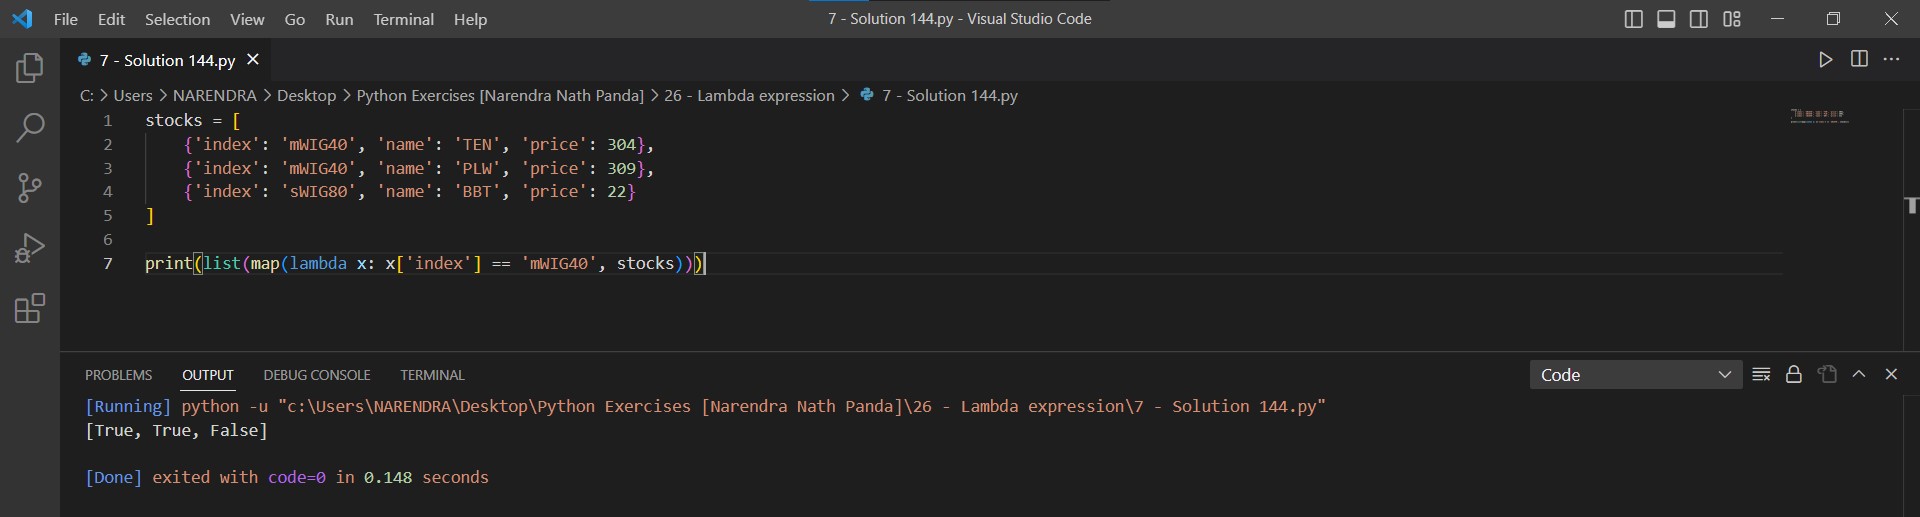 File Edit Selection View Go Run Terminal Help 7 - Solution 144.py - Visual Studio Code
7 - Solution 144.py
C: > Users > NARENDRA > Desktop > Python Exercises [Narendra Nath Panda] > 26 - Lambda expression > 7 - Solution 144.py
1 stocks = [
2 {'index': 'mWIG40', 'name': 'TEN', 'price': 304},
3 {'index': 'mWIG40', 'name': 'PLW', 'price': 309},
4 {'index': 'sWIG80', 'name': 'BBT', 'price': 22}
5 ]
6
7 print(list(map(lambda x: x['index'] == 'mWIG40', stocks)))
PROBLEMS OUTPUT DEBUG CONSOLE TERMINAL Code
[Running] python -u "c:\Users\NARENDRA\Desktop\Python Exercises [Narendra Nath Panda]\26 - Lambda expression\7 - Solution 144.py"
[True, True, False]
[Done] exited with code=0 in 0.148 seconds